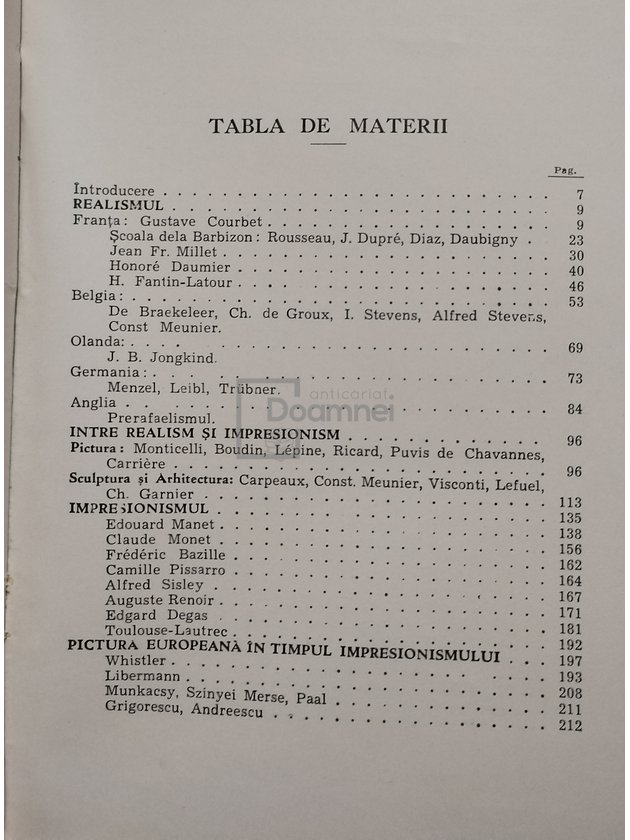 TABLA DE MATERII
Pag.
Introducere . . . 7
REALISMUL . . . 9
Franța: Gustave Courbet . . . 9
Școala dela Barbizon: Rousseau, J. Dupré, Diaz, Daubigny . 23
Jean Fr. Millet . . . 30
Honoré Daumier . . . 40
H. Fantin-Latour . . . 46
Belgia: . . . 53
De Braekeleer, Ch. de Groux, I. Stevens, Alfred Stevens,
Const Meunier.
Olanda: . . . 69
J. B. Jongkind.
Germania: . . . 73
Menzel, Leibl, Trübner.
Anglia . . . 84
Prerafaelismul.
INTRE REALISM ȘI IMPRESIONISM . . . 96
Pictura: Monticelli, Boudin, Lépine, Ricard, Puvis de Chavannes,
Carrière . . . 96
Sculptura și Arhitectura: Carpeaux, Const. Meunier, Visconti, Lefuel,
Ch. Garnier . . . 113
IMPRESIONISMUL . . . 135
Edouard Manet . . . 138
Claude Monet . . . 156
Frédéric Bazille . . . 162
Camille Pissarro . . . 164
Alfred Sisley . . . 167
Auguste Renoir . . . 171
Edgard Degas . . . 181
Toulouse-Lautrec . . . 192
PICTURA EUROPEANĂ ÎN TIMPUL IMPRESIONISMULUI . . . 197
Whistler . . . 193
Libermann . . . 208
Munkacsy, Szinyei Merse, Paal . . . 211
Grigorescu, Andreescu . . . 212
anticariat
Doamnei